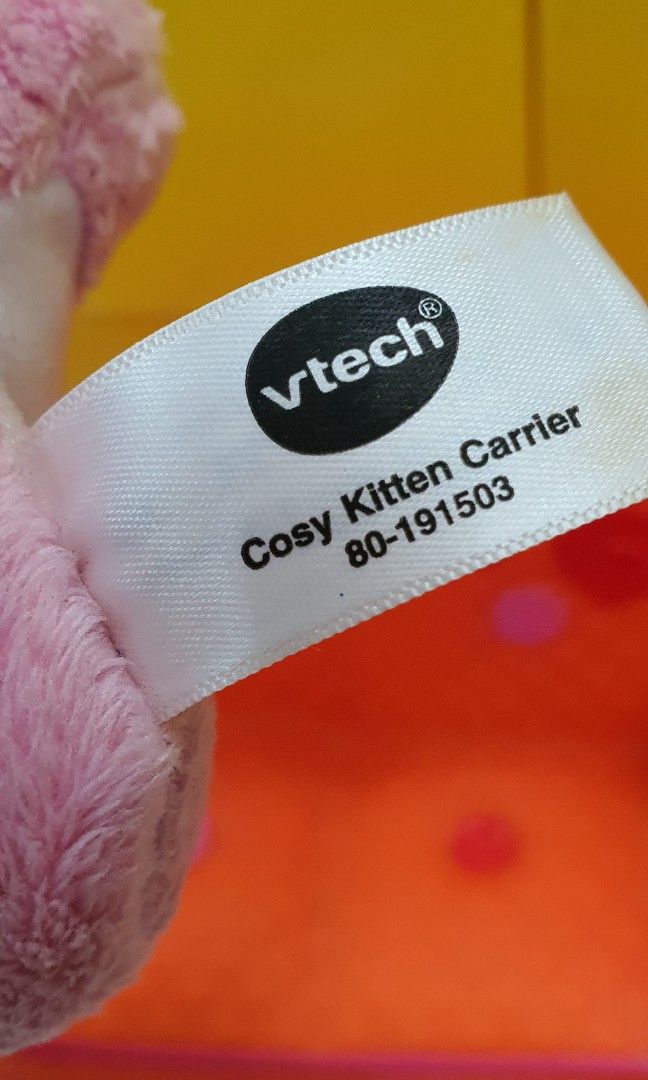 vtech®
Cosy Kitten Carrier
80-191503